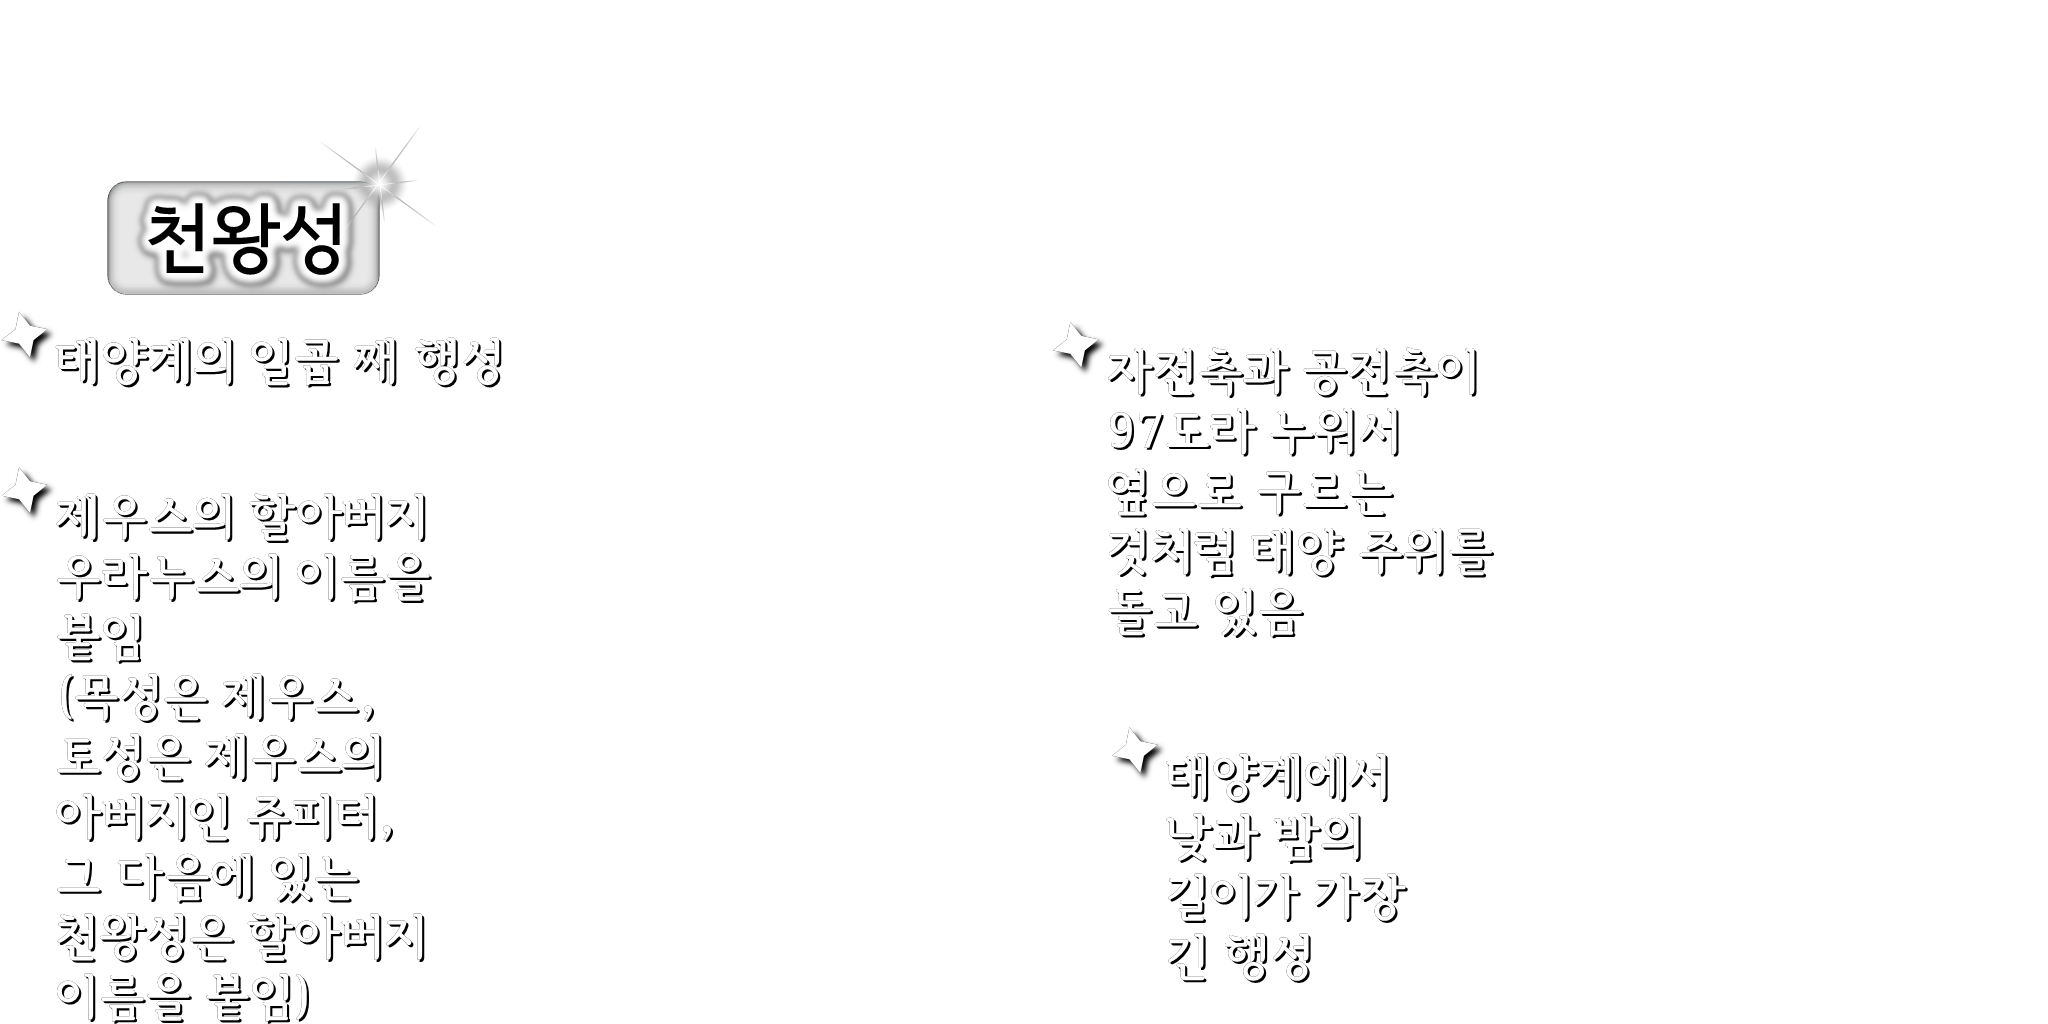 천왕성
태양계의 일곱 째 행성
제우스의 할아버지
우라누스의 이름을
붙임
(목성은 제우스,
토성은 제우스의
아버지인 쥬피터,
그 다음에 있는
천왕성은 할아버지
이름을 붙임)
자전축과 공전축이
97도라 누워서
옆으로 구르는
것처럼 태양 주위를
돌고 있음
태양계에서
낮과 밤의
길이가 가장
긴 행성